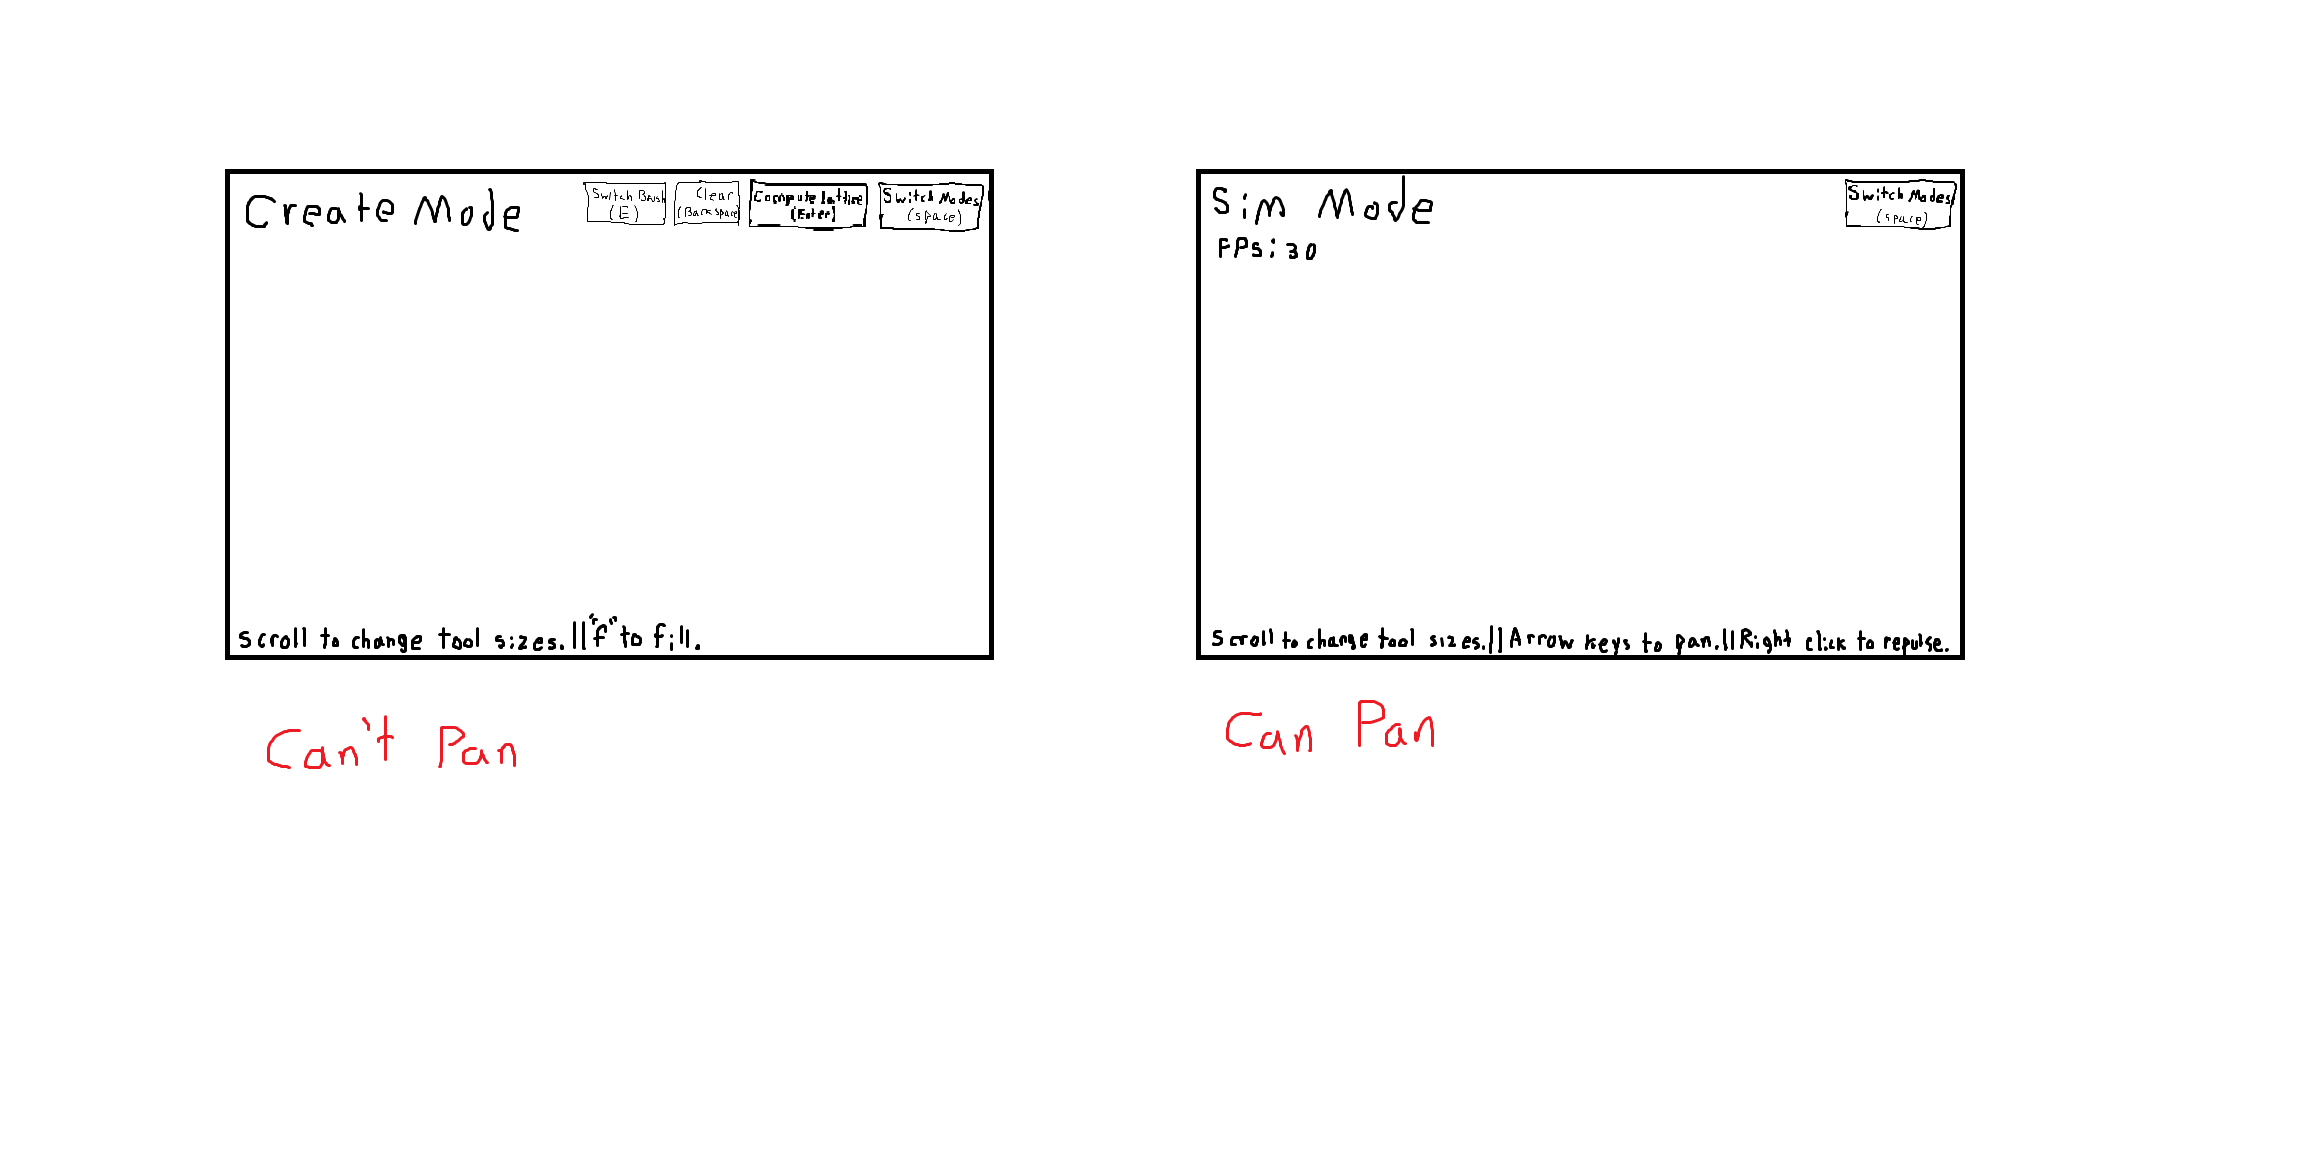 Create Mode
Switch Brush
(E)
Clear
(Backspace)
Compute Lattice
(Enter)
Switch Modes
(space)
Scroll to change tool sizes.||"f" to fill.
Can't Pan
Sim Mode
FPS: 30
Switch Modes
(space)
Scroll to change tool sizes.||Arrow keys to pan.||Right click to repulse.
Can Pan